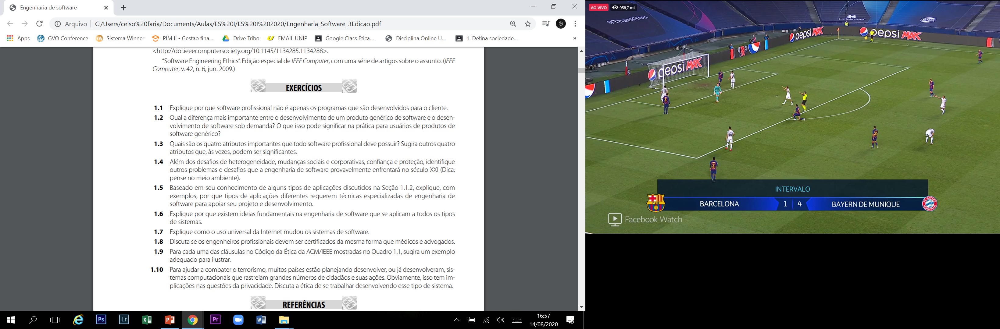 Engenharia de software
Arquivo
C:/Users/celso%20faria/Documents/Aulas/ES%20I/ES%20I%202020/Engenharia_Software_3Edicao.pdf
Apps
GVO Conference
Sistema Winner
PIM II - Gestao fina...
Drive Tribo
EMAIL UNIP
Google Class Ética...
Disciplina Online U...
1. Defina sociedade...
»
<http://doi.ieeecomputersociety.org/10.1145/1134285.1134288>.
“Software Engineering Ethics”. Edição especial de IEEE Computer, com uma série de artigos sobre o assunto. (IEEE
Computer, v. 42, n. 6, jun. 2009.)
EXERCÍCIOS
1.1 Explique por que software profissional não é apenas os programas que são desenvolvidos para o cliente.
1.2 Qual a diferença mais importante entre o desenvolvimento de um produto genérico de software e o desen-
volvimento de software sob demanda? O que isso pode significar na prática para usuários de produtos de
software genérico?
1.3 Quais são os quatro atributos importantes que todo software profissional deve possuir? Sugira outros quatro
atributos que, às vezes, podem ser significantes.
1.4 Além dos desafios de heterogeneidade, mudanças sociais e corporativas, confiança e proteção, identifique
outros problemas e desafios que a engenharia de software provavelmente enfrentará no século XXI (Dica:
pense no meio ambiente).
1.5 Baseado em seu conhecimento de alguns tipos de aplicações discutidos na Seção 1.1.2, explique, com
exemplos, por que tipos de aplicações diferentes requerem técnicas especializadas de engenharia de
software para apoiar seu projeto e desenvolvimento.
1.6 Explique por que existem ideias fundamentais na engenharia de software que se aplicam a todos os tipos
de sistemas.
1.7 Explique como o uso universal da Internet mudou os sistemas de software.
1.8 Discuta se os engenheiros profissionais devem ser certificados da mesma forma que médicos e advogados.
1.9 Para cada uma das cláusulas no Código da Ética da ACM/IEEE mostradas no Quadro 1.1, sugira um exemplo
adequado para ilustrar.
1.10 Para ajudar a combater o terrorismo, muitos países estão planejando desenvolver, ou já desenvolveram, sis-
temas computacionais que rastreiam grandes números de cidadãos e suas ações. Obviamente, isso tem im-
plicações nas questões da privacidade. Discuta a ética de se trabalhar desenvolvendo esse tipo de sistema.
REFERÊNCIAS
Ps
Lr
Pr
16:57
14/08/2020
AO VIVO
958,7 mil
#ThankYou
Hotels.com
pepsi MAX
pepsi MAX
pepsi MAX
14
2
INTERVALO
BARCELONA 1 4 BAYERN DE MUNIQUE
Facebook Watch